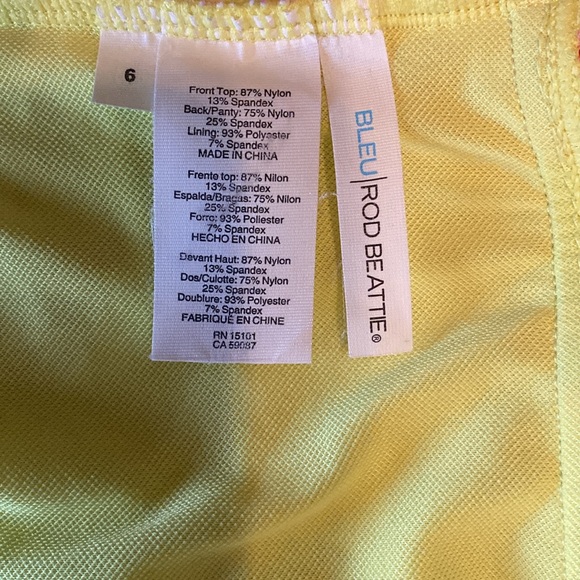 6
Front Top: 87% Nylon
13% Spandex
Back/Panty: 75% Nylon
25% Spandex
Lining: 93% Polyester
7% Spandex
MADE IN CHINA
Frente top: 87% Nilon
13% Spandex
Espalda/Bragas: 75% Nilon
25% Spandex
Forro: 93% Poliester
7% Spandex
HECHO EN CHINA
Devant Haut: 87% Nylon
13% Spandex
Dos/Culotte: 75% Nylon
25% Spandex
Doublure: 93% Polyester
7% Spandex
FABRIQUÉ EN CHINE
RN 15101
CA 59087
BLEU|ROD BEATTIE®